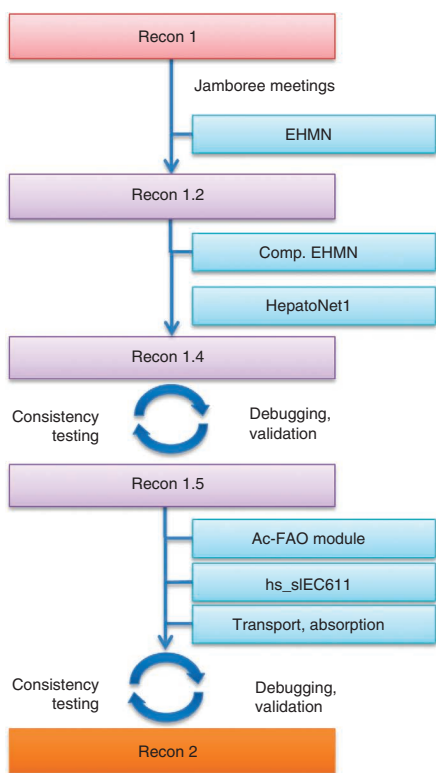 Recon 1
Jamboree meetings
EHMN
Recon 1.2
Comp. EHMN
HepatoNet1
Recon 1.4
Consistency
testing
Debugging,
validation
Recon 1.5
Ac-FAO module
hs_sIEC611
Transport, absorption
Consistency
testing
Debugging,
validation
Recon 2